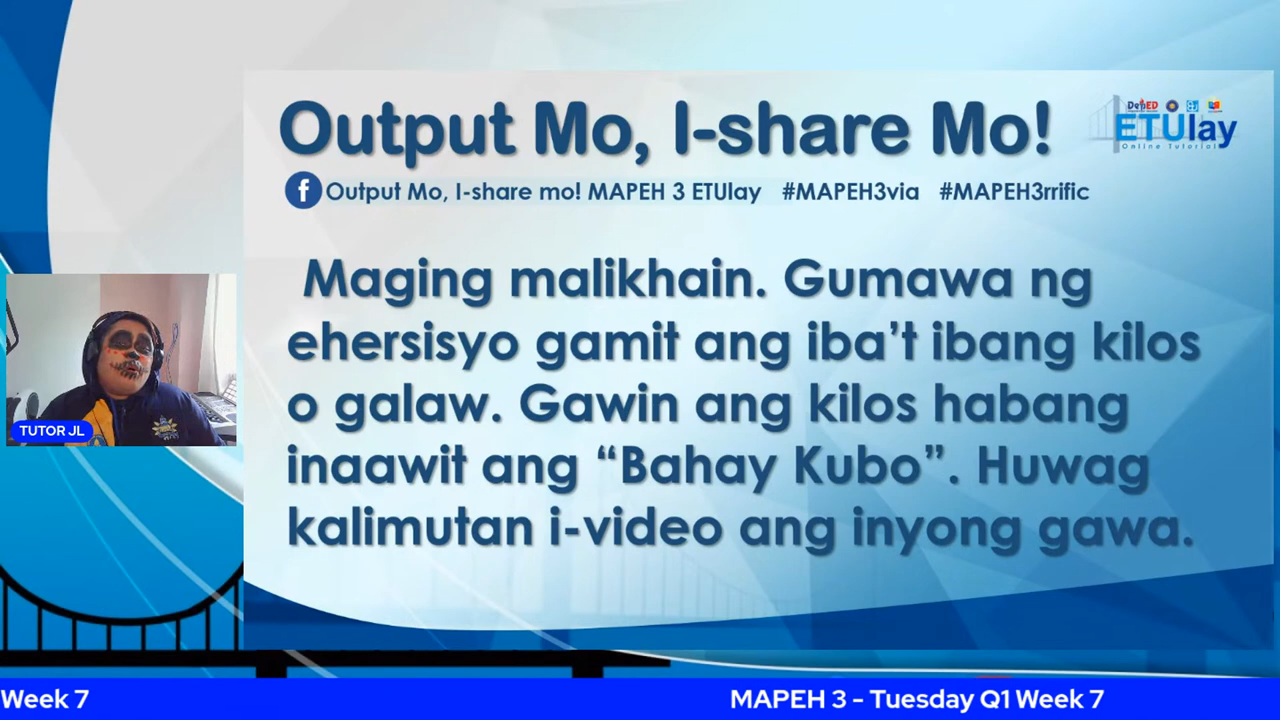 Output Mo, I-share Mo!
DepED
ETUlay
Online Tutorial
f Output Mo, I-share mo! MAPEH 3 ETUlay #MAPEH3via #MAPEH3rrific
Maging malikhain. Gumawa ng
ehersisyo gamit ang iba’t ibang kilos
o galaw. Gawin ang kilos habang
inaawit ang “Bahay Kubo”. Huwag
kalimutan i-video ang inyong gawa.
TUTOR JL
Week 7
MAPEH 3 - Tuesday Q1 Week 7